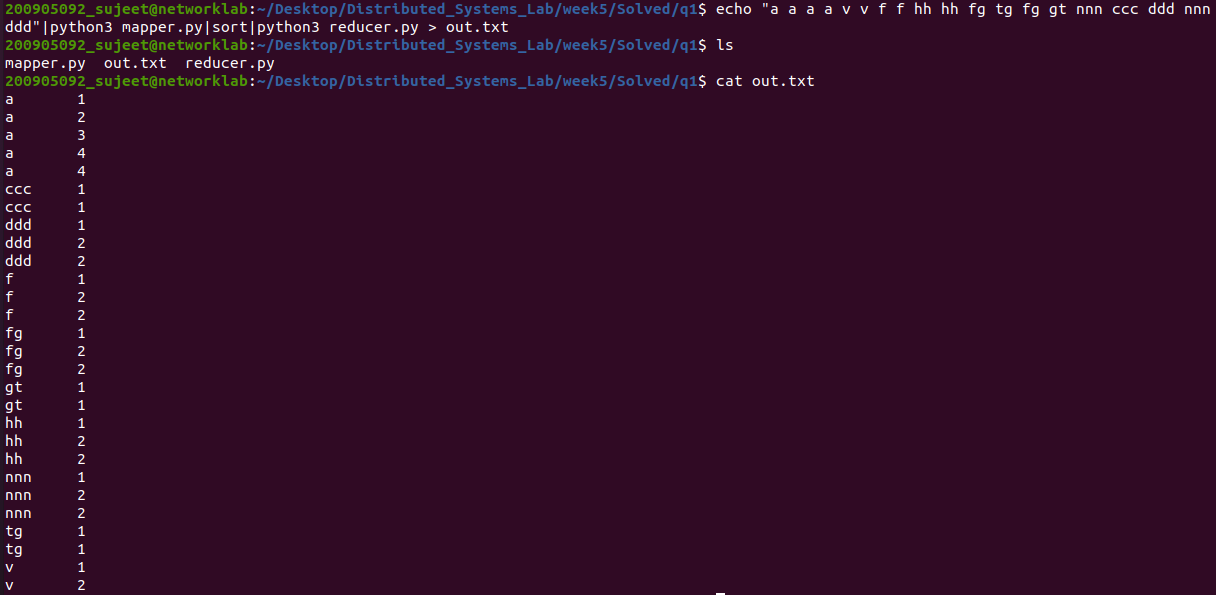 200905092_sujeet@networklab:~/Desktop/Distributed_Systems_Lab/week5/Solved/q1$ echo "a a a a v v f f hh hh fg tg fg gt nnn ccc ddd nnn
ddd"|python3 mapper.py|sort|python3 reducer.py > out.txt
200905092_sujeet@networklab:~/Desktop/Distributed_Systems_Lab/week5/Solved/q1$ ls
mapper.py  out.txt  reducer.py
200905092_sujeet@networklab:~/Desktop/Distributed_Systems_Lab/week5/Solved/q1$ cat out.txt
a       1
a       2
a       3
a       4
a       4
ccc     1
ccc     1
ddd     1
ddd     2
ddd     2
f       1
f       2
f       2
fg      1
fg      2
fg      2
gt      1
gt      1
hh      1
hh      2
hh      2
nnn     1
nnn     2
nnn     2
tg      1
tg      1
v       1
v       2